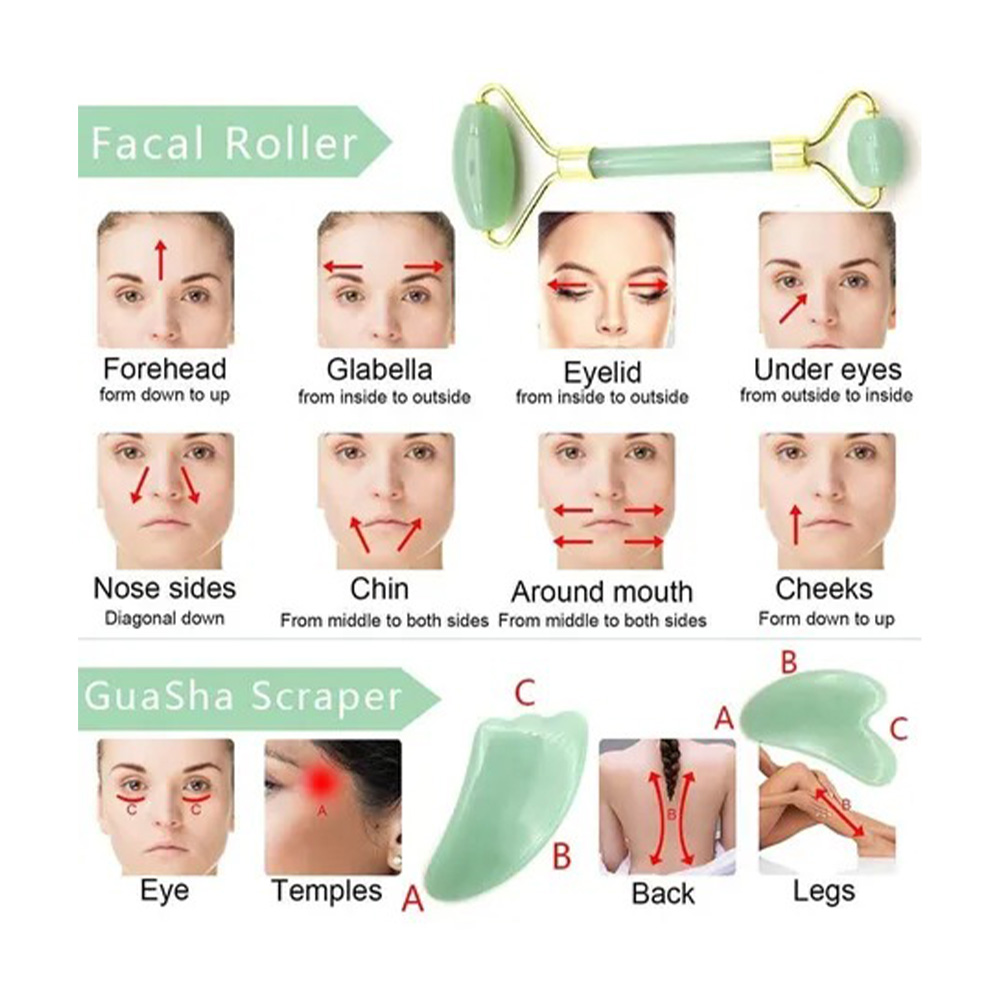 Facal Roller
Forehead
form down to up
Glabella
from inside to outside
Eyelid
from inside to outside
Under eyes
from outside to inside
Nose sides
Diagonal down
Chin
From middle to both sides
Around mouth
From middle to both sides
Cheeks
Form down to up
GuaSha Scraper
C
B
A
B
A
C
C
C
Eye
A
Temples
B
Back
B
Legs